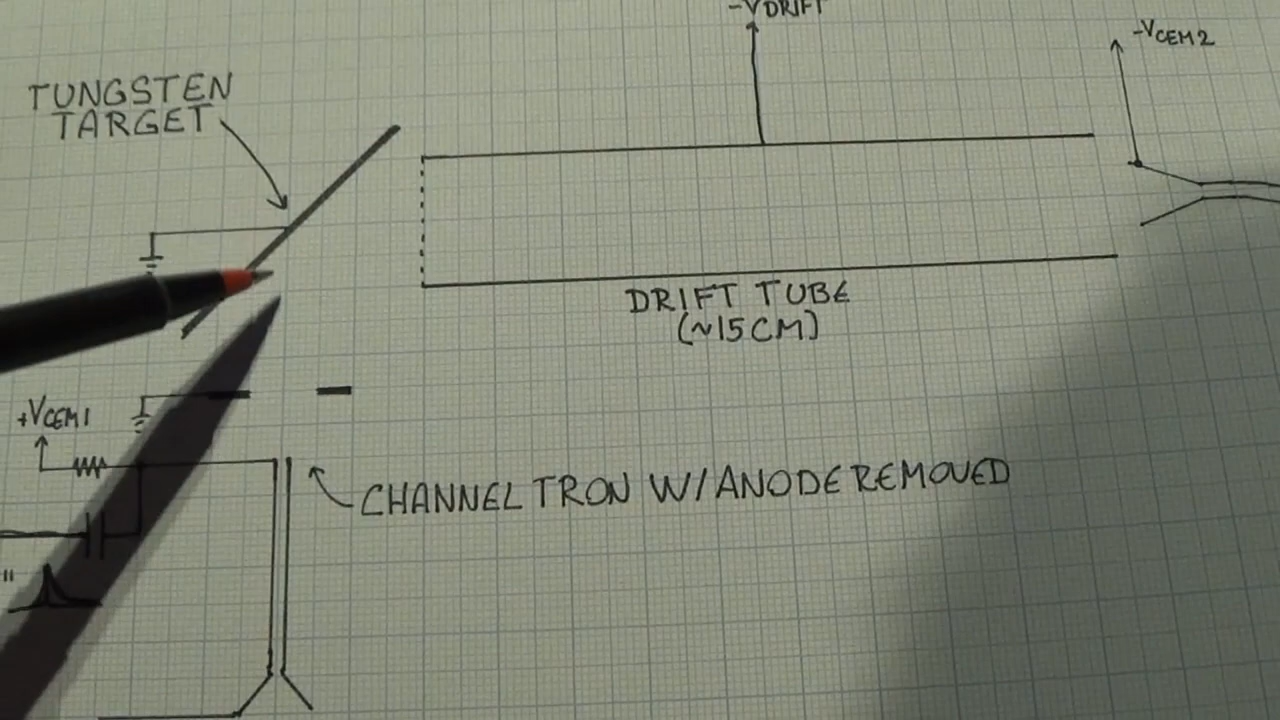 -VDRIFT
-VCEM2
TUNGSTEN
TARGET
DRIFT TUBE
(~15CM)
+VCEM1
CHANNELTRON W/ANODE REMOVED
"